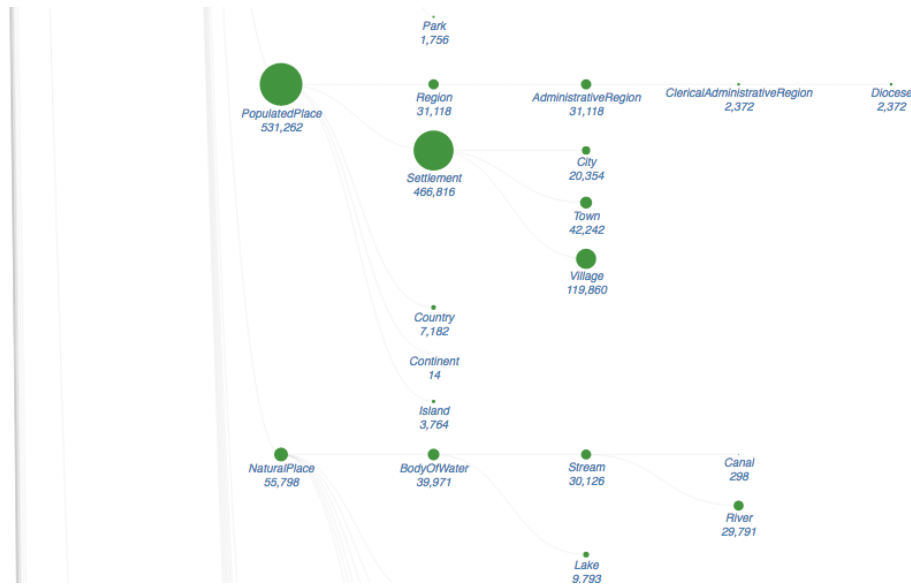 Park
1,756
PopulatedPlace
531,262
Region
31,118
AdministrativeRegion
31,118
ClericalAdministrativeRegion
2,372
Diocese
2,372
Settlement
466,816
City
20,354
Town
42,242
Village
119,860
Country
7,182
Continent
14
Island
3,764
NaturalPlace
55,798
BodyOfWater
39,971
Stream
30,126
Canal
298
River
29,791
Lake
9,793